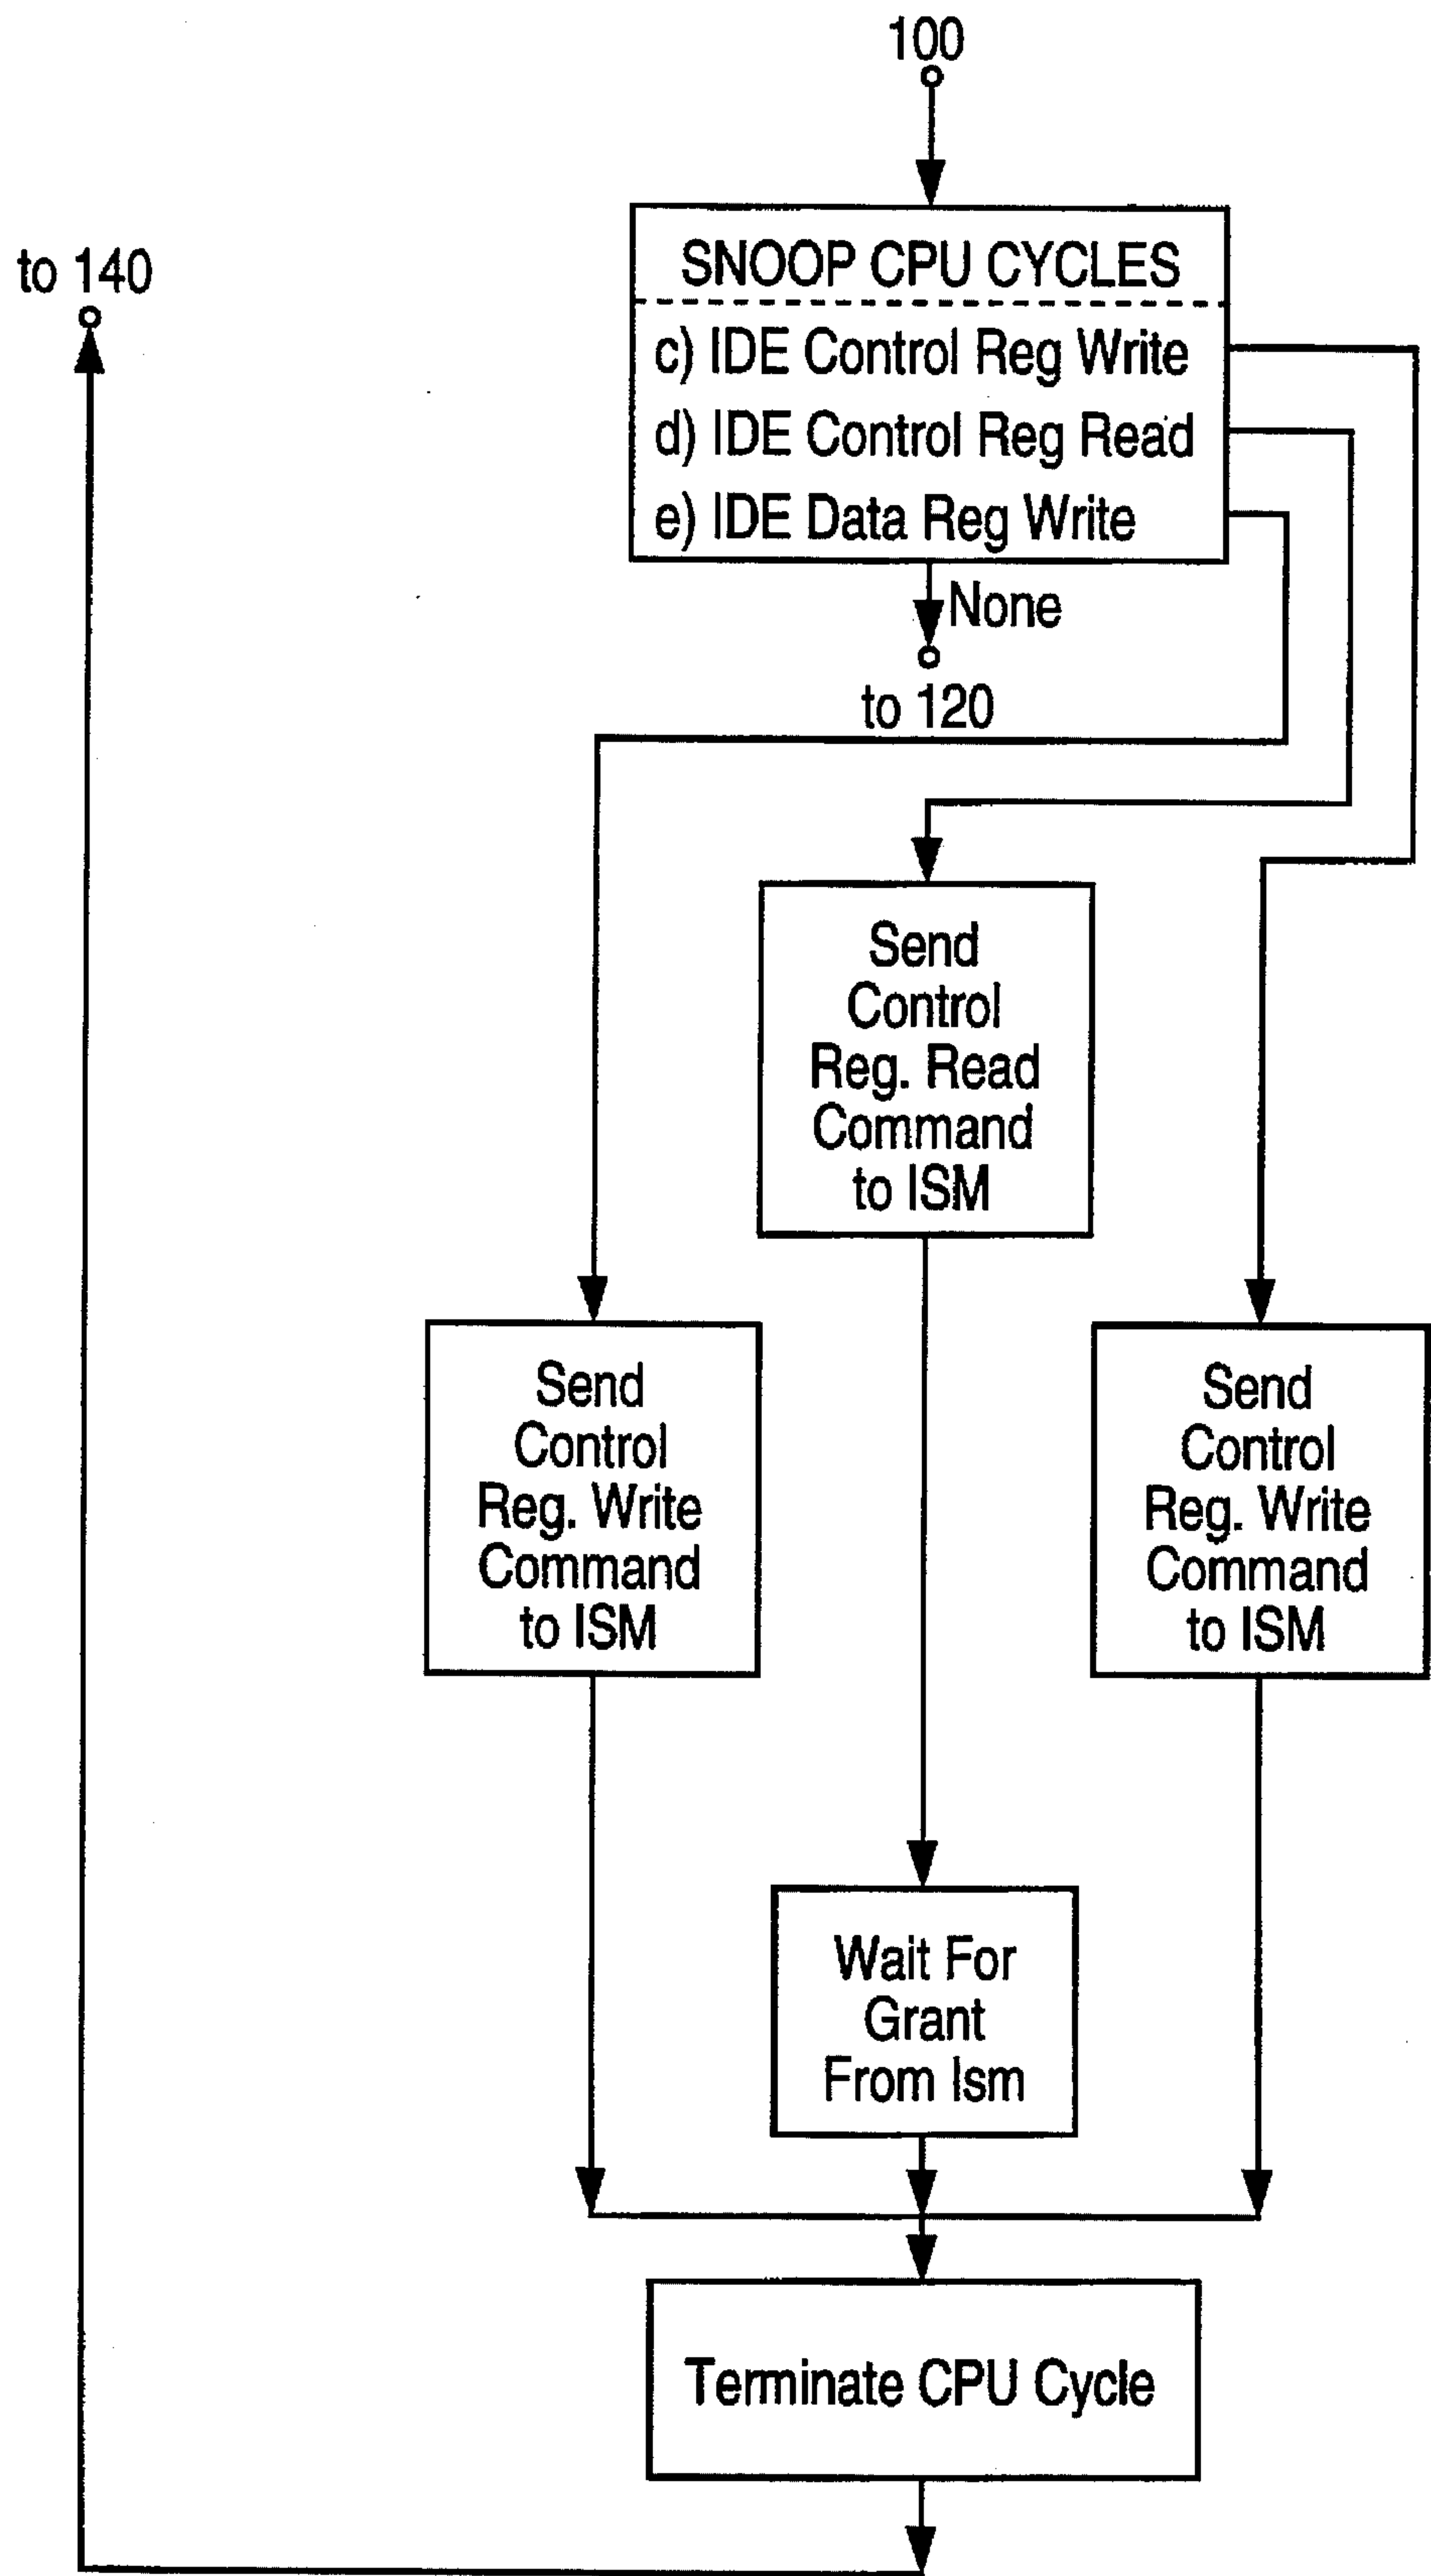 100
to 140
SNOOP CPU CYCLES
c) IDE Control Reg Write
d) IDE Control Reg Read
e) IDE Data Reg Write
None
to 120
Send
Control
Reg. Read
Command
to ISM
Send
Control
Reg. Write
Command
to ISM
Send
Control
Reg. Write
Command
to ISM
Wait For
Grant
From Ism
Terminate CPU Cycle